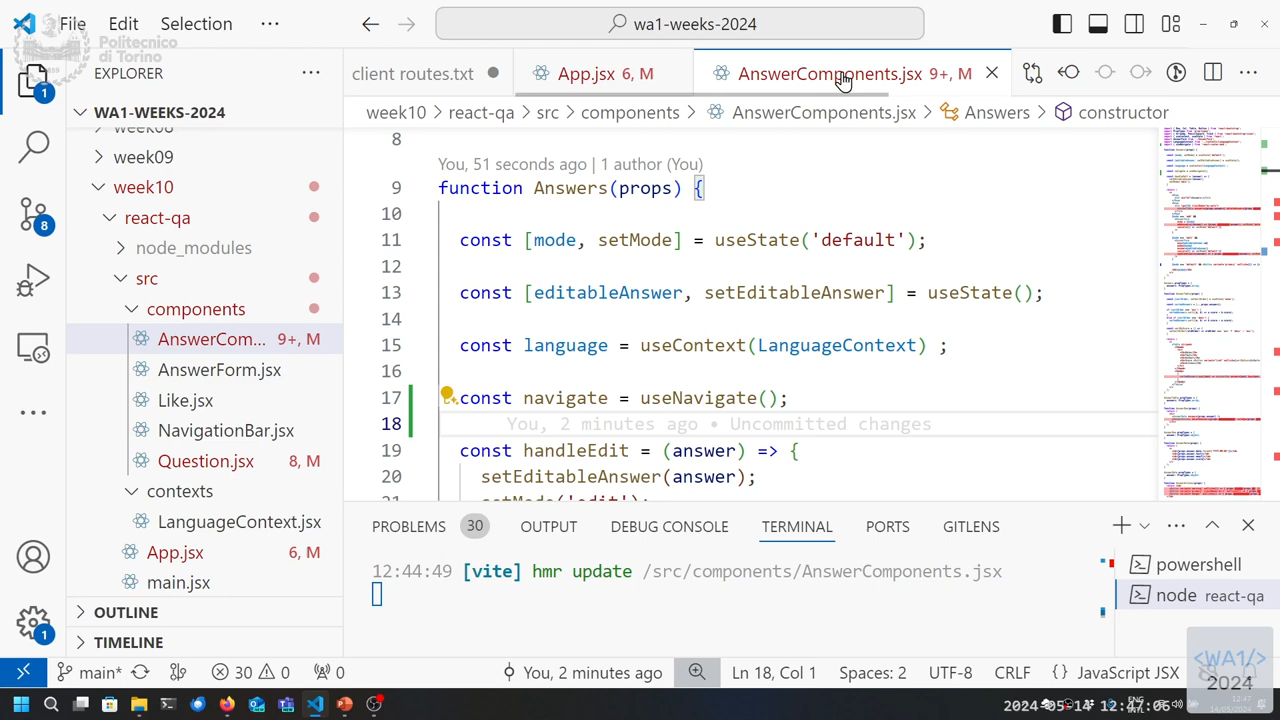 File Edit Selection ··· wa1-weeks-2024
Politecnico
di Torino
EXPLORER ···
client routes.txt App.jsx 6, M AnswerComponents.jsx 9+, M
WA1-WEEKS-2024
week10 > react-qa > src > components > AnswerComponents.jsx > Answers > constructor
week08
week09
week10
react-qa
node_modules
src
components
AnswerCom... 9+, M
AnswerForm.jsx
Like.jsx
NavigationBar.jsx
Question.jsx 8, M
contexts
LanguageContext.jsx
App.jsx 6, M
main.jsx
OUTLINE
TIMELINE
8
You, 51 seconds ago | 1 author (You)
9 function Answers(props) {
10
11 const [mode, setMode] = useState('default');
12
13 const [editableAnswer, setEditableAnswer] = useState();
14
15 const language = useContext(LanguageContext) ;
16
17 const navigate = useNavigate();
18
19 const handleEdit = (answer) => {
20 setEditableAnswer(answer);
21
PROBLEMS 30 OUTPUT DEBUG CONSOLE TERMINAL PORTS GITLENS
12:44:49 [vite] hmr update /src/components/AnswerComponents.jsx
powershell
node react-qa
1
8
1
main* 30 0 0 You, 2 minutes ago Ln 18, Col 1 Spaces: 2 UTF-8 CRLF {} JavaScript JSX
<WA1/>
2024